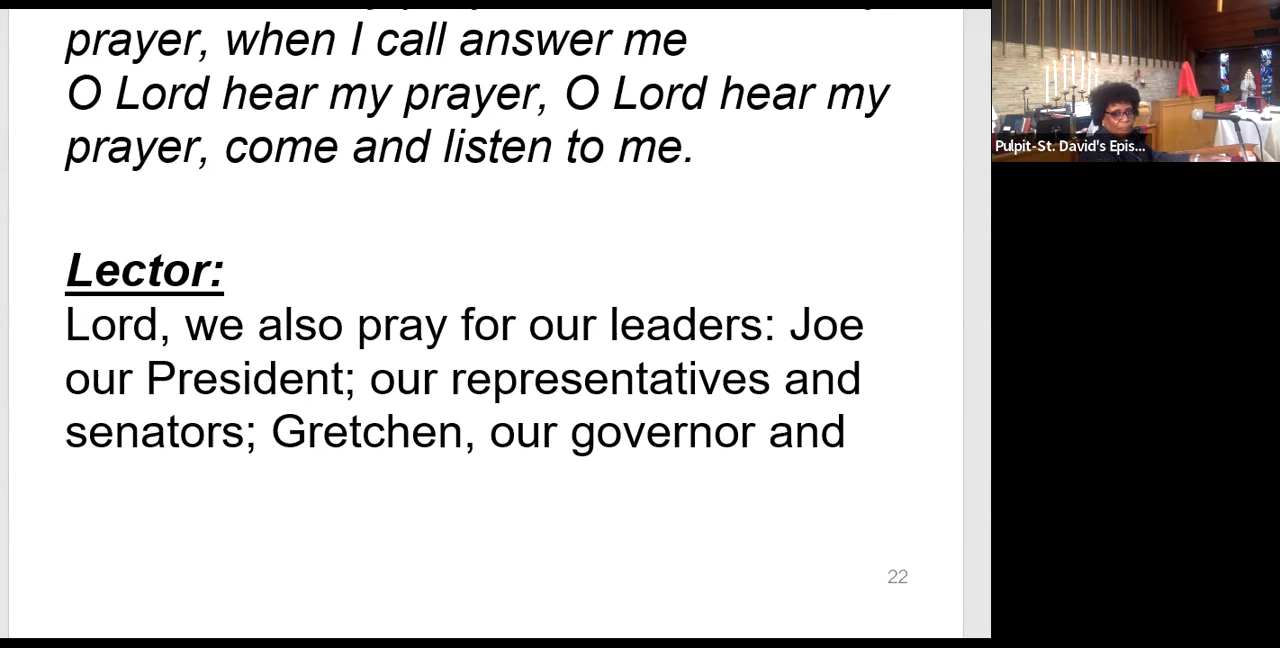 prayer, when I call answer me
O Lord hear my prayer, O Lord hear my
prayer, come and listen to me.
Lector:
Lord, we also pray for our leaders: Joe
our President; our representatives and
senators; Gretchen, our governor and
22
Pulpit-St. David's Epis...